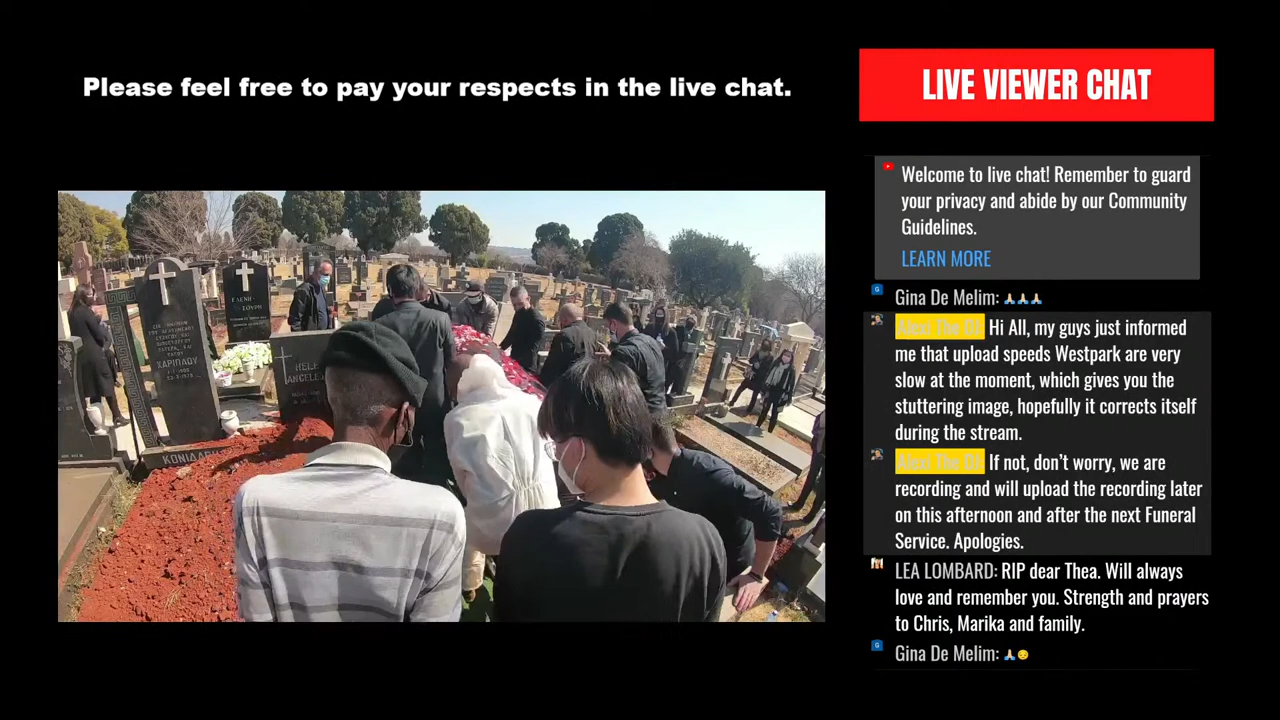 Please feel free to pay your respects in the live chat.
LIVE VIEWER CHAT
Welcome to live chat! Remember to guard
your privacy and abide by our Community
Guidelines.
LEARN MORE
Gina De Melim: 🙏🙏🙏
Alexi The DJ Hi All, my guys just informed
me that upload speeds Westpark are very
slow at the moment, which gives you the
stuttering image, hopefully it corrects itself
during the stream.
Alexi The DJ If not, don't worry, we are
recording and will upload the recording later
on this afternoon and after the next Funeral
Service. Apologies.
LEA LOMBARD: RIP dear Thea. Will always
love and remember you. Strength and prayers
to Chris, Marika and family.
Gina De Melim: 🙏😔
ΧΑΡΙΛΑΟΥ
ΕΛΕΝΗ